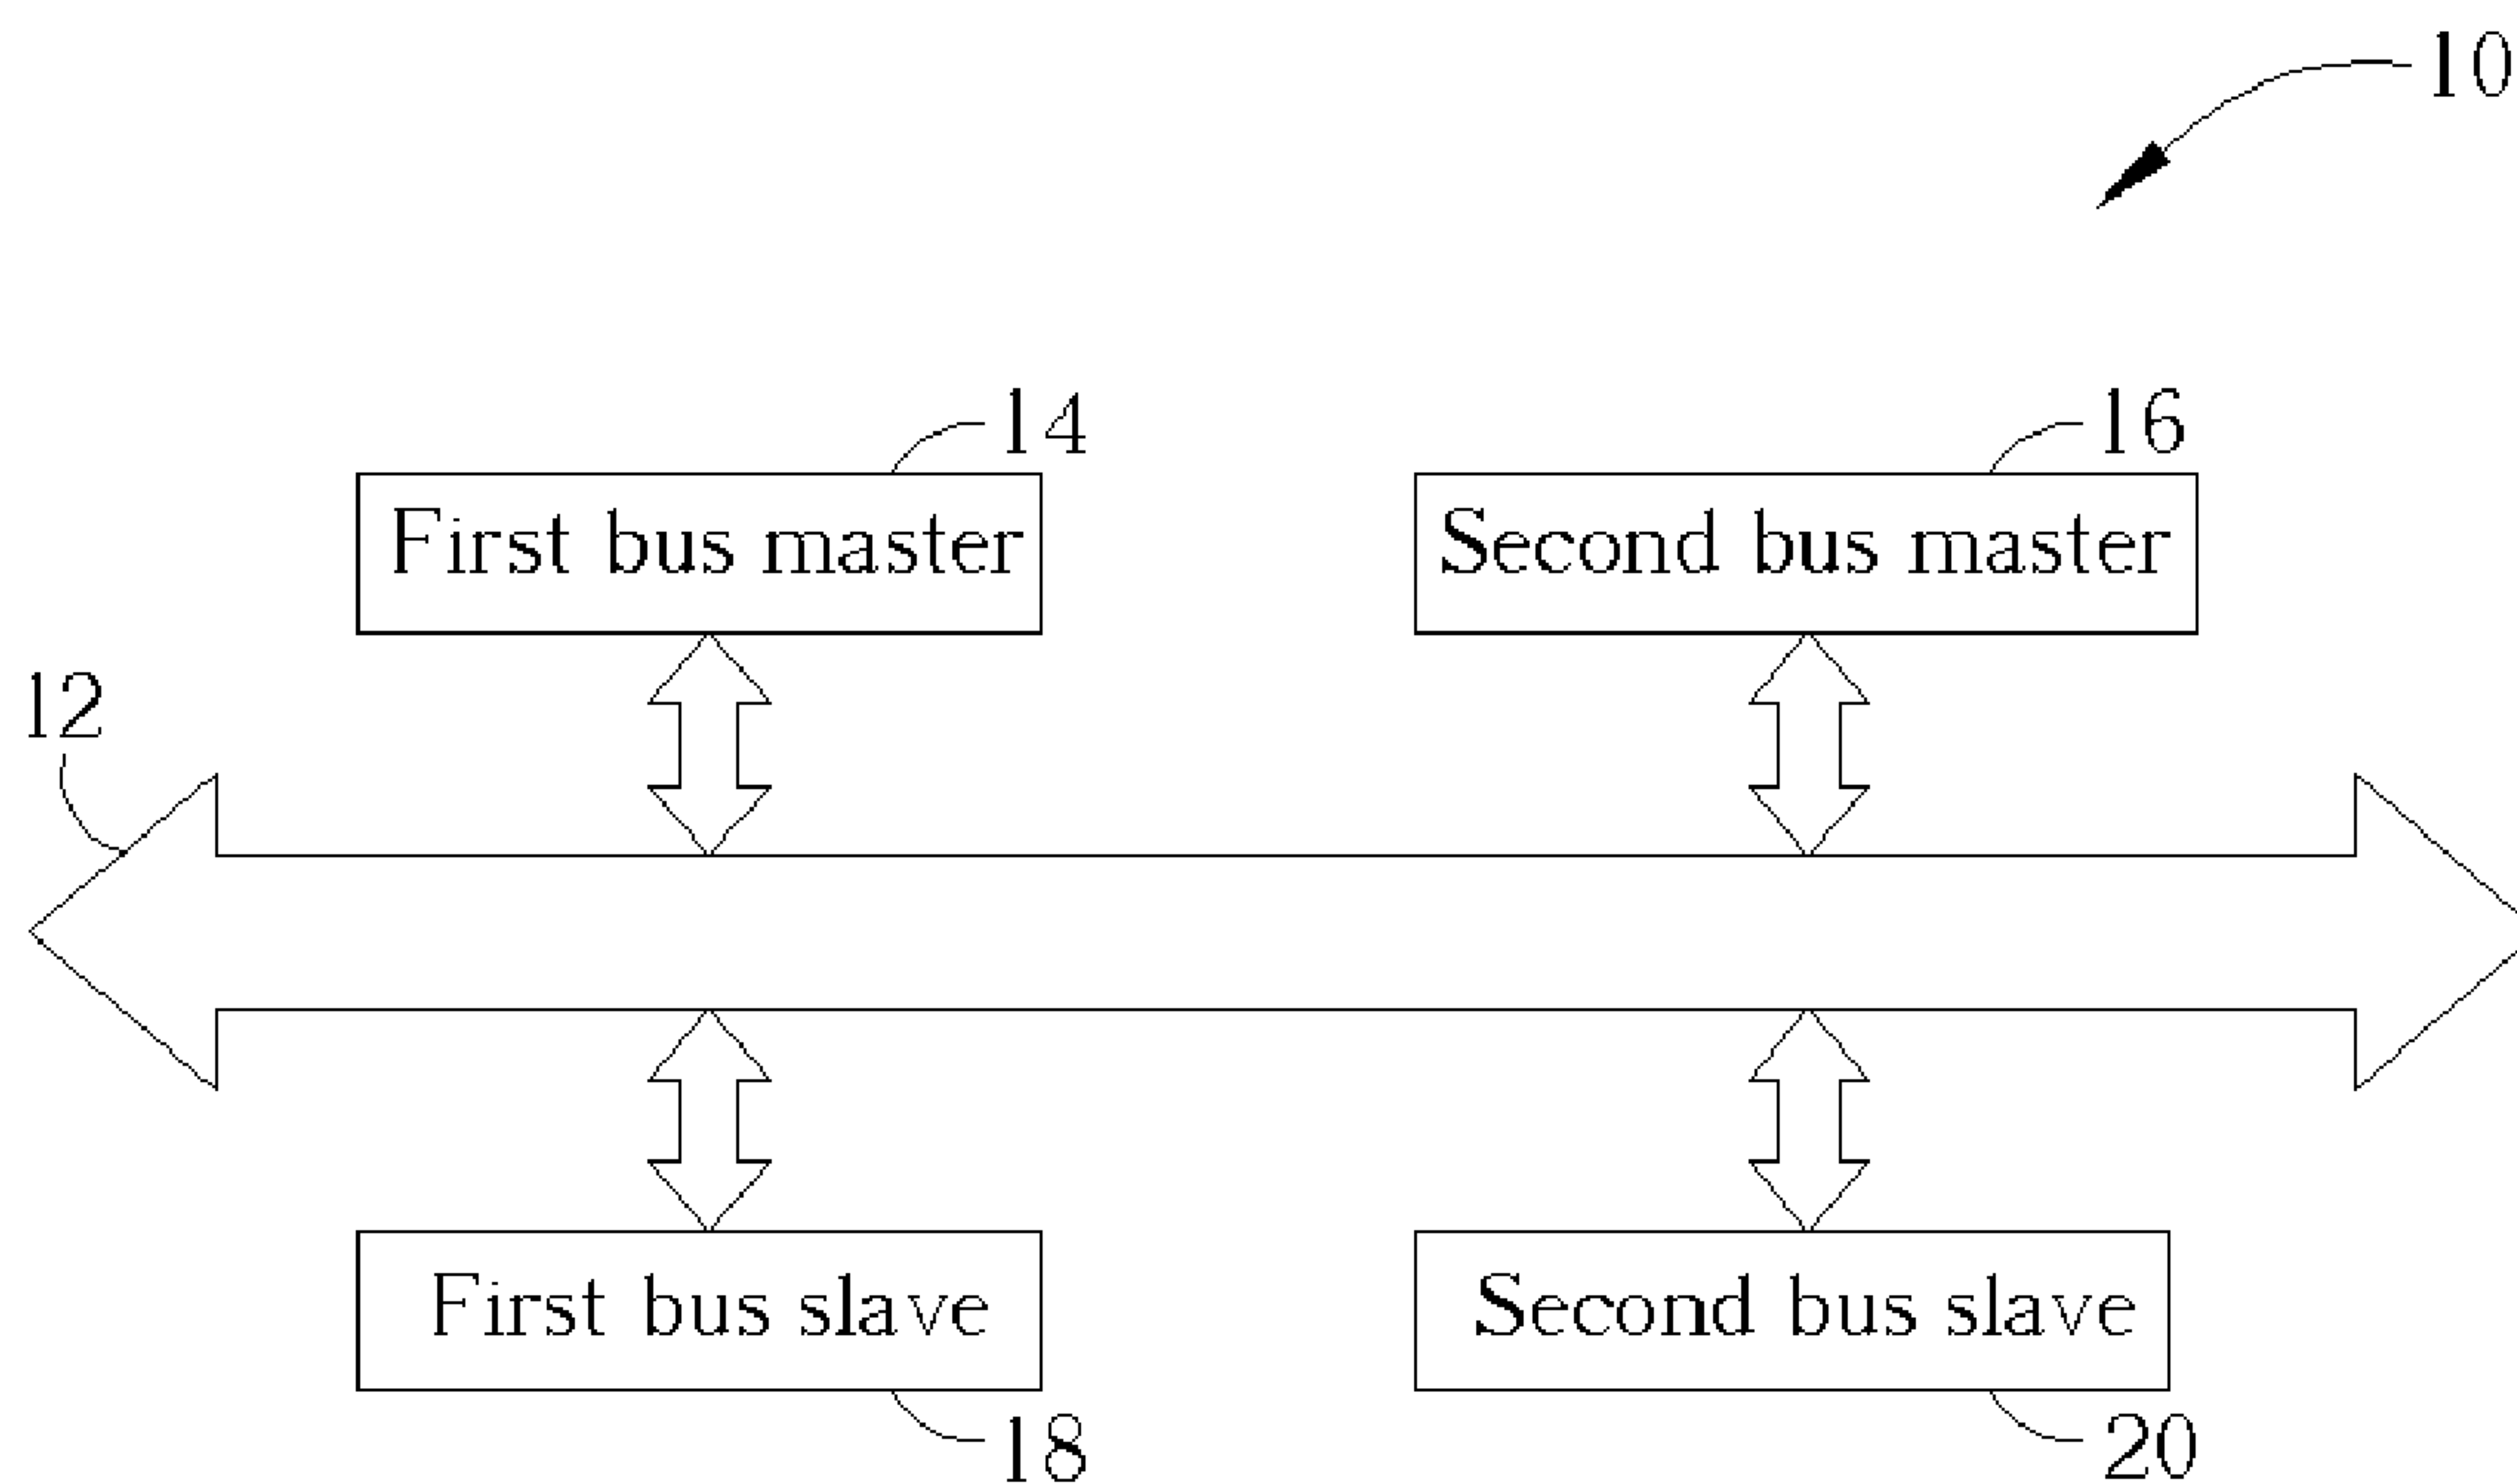 10
14
16
First bus master
Second bus master
12
First bus slave
Second bus slave
18
20